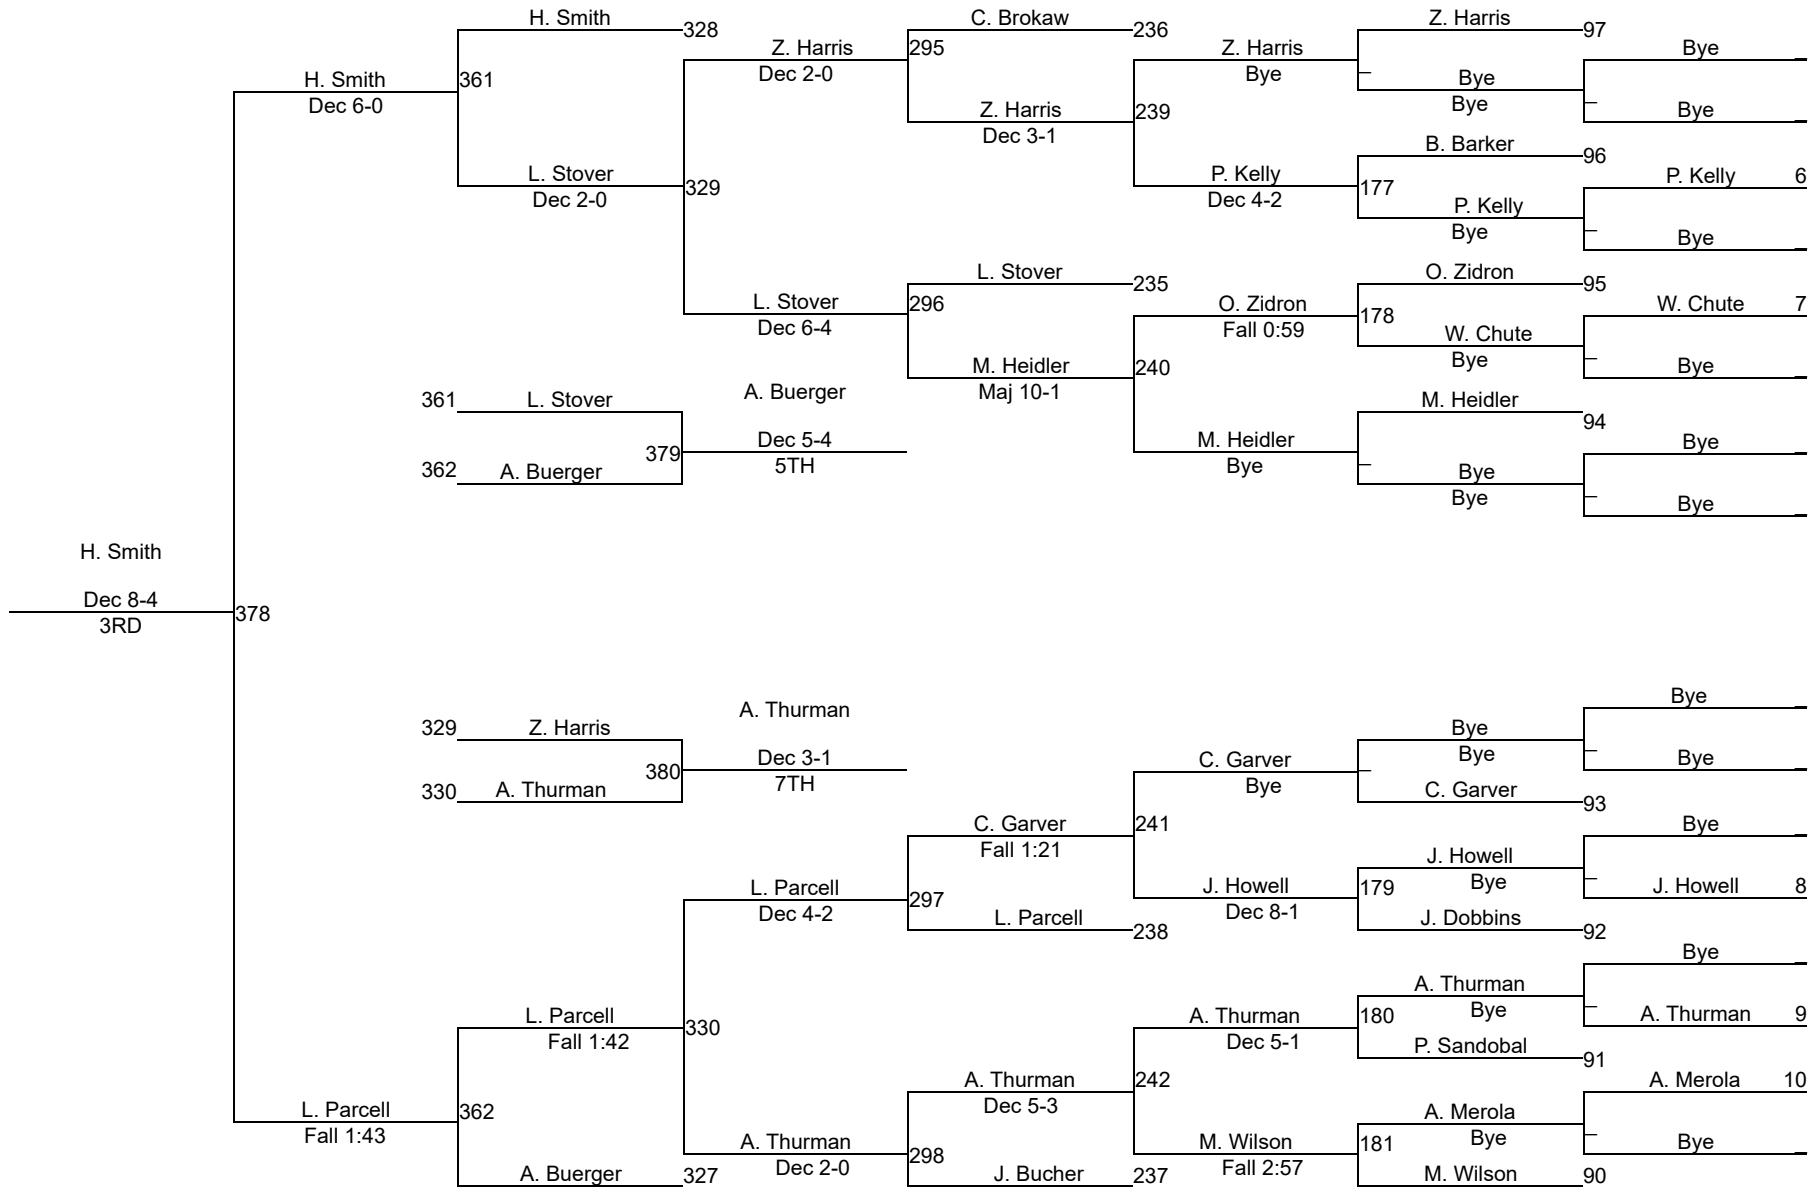 H. Smith
328
C. Brokaw
236
Z. Harris
97
Z. Harris
Dec 2-0
295
Z. Harris
Bye
Bye
H. Smith
Dec 6-0
361
Bye
Bye
Z. Harris
Dec 3-1
239
Bye
B. Barker
96
L. Stover
Dec 2-0
329
P. Kelly
Dec 4-2
177
P. Kelly 6
P. Kelly
Bye
Bye
L. Stover
235
O. Zidron
95
L. Stover
Dec 6-4
296
O. Zidron
Fall 0:59
178
W. Chute 7
W. Chute
Bye
M. Heidler
Maj 10-1
240
Bye
361 L. Stover
A. Buerger
M. Heidler
94
379
Dec 5-4
5TH
M. Heidler
Bye
Bye
362 A. Buerger
Bye
Bye
Bye
H. Smith
Dec 8-4
3RD
378
Bye
329 Z. Harris
A. Thurman
Bye
Bye
380
Dec 3-1
7TH
C. Garver
Bye
Bye
330 A. Thurman
C. Garver
93
C. Garver
Fall 1:21
241
Bye
J. Howell
Bye
L. Parcell
Dec 4-2
297
J. Howell
Dec 8-1
179
J. Howell 8
L. Parcell
238
J. Dobbins
92
Bye
A. Thurman
Bye
L. Parcell
Fall 1:42
330
A. Thurman
Dec 5-1
180
A. Thurman 9
P. Sandobal
91
A. Thurman
Dec 5-3
242
A. Merola 10
L. Parcell
Fall 1:43
362
A. Merola
Bye
A. Thurman
Dec 2-0
298
M. Wilson
Fall 2:57
181
Bye
A. Buerger
327
J. Bucher
237
M. Wilson
90